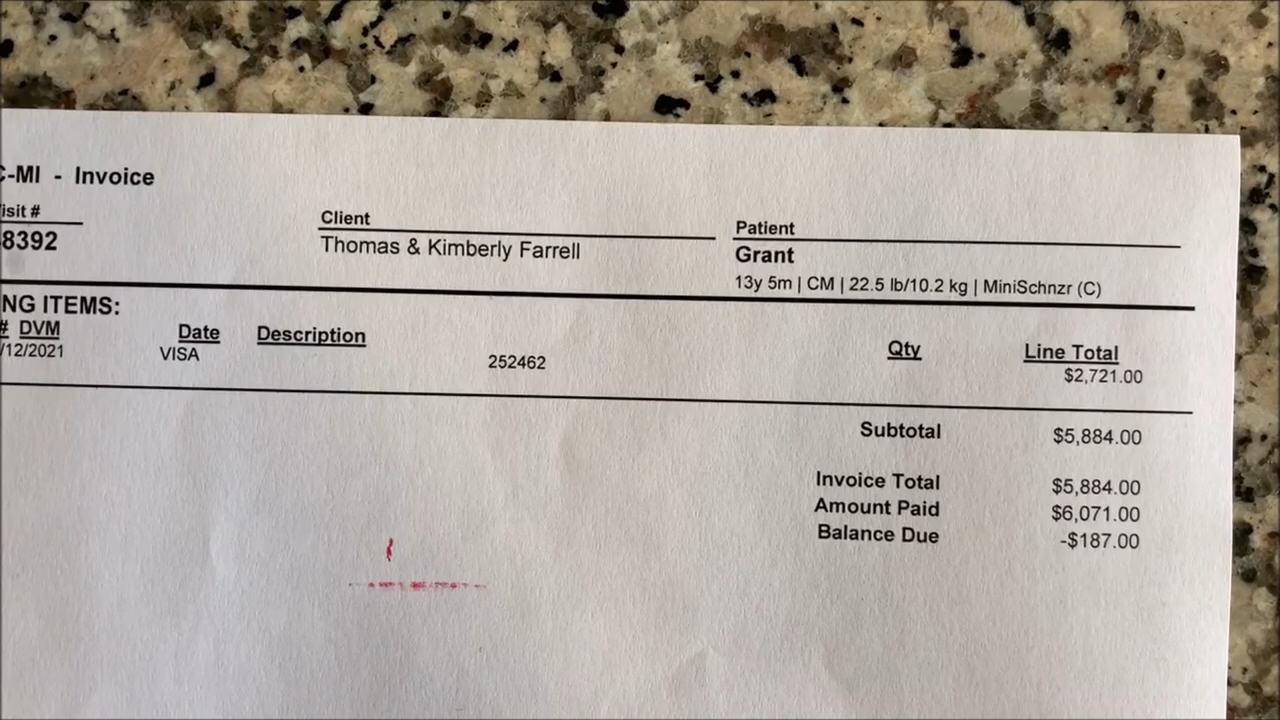 C-MI - Invoice
isit #
8392
Client
Thomas & Kimberly Farrell
Patient
Grant
13y 5m | CM | 22.5 lb/10.2 kg | MiniSchnzr (C)
NG ITEMS:
# DVM Date Description Qty Line Total
/12/2021 VISA 252462 $2,721.00
Subtotal $5,884.00
Invoice Total $5,884.00
Amount Paid $6,071.00
Balance Due -$187.00